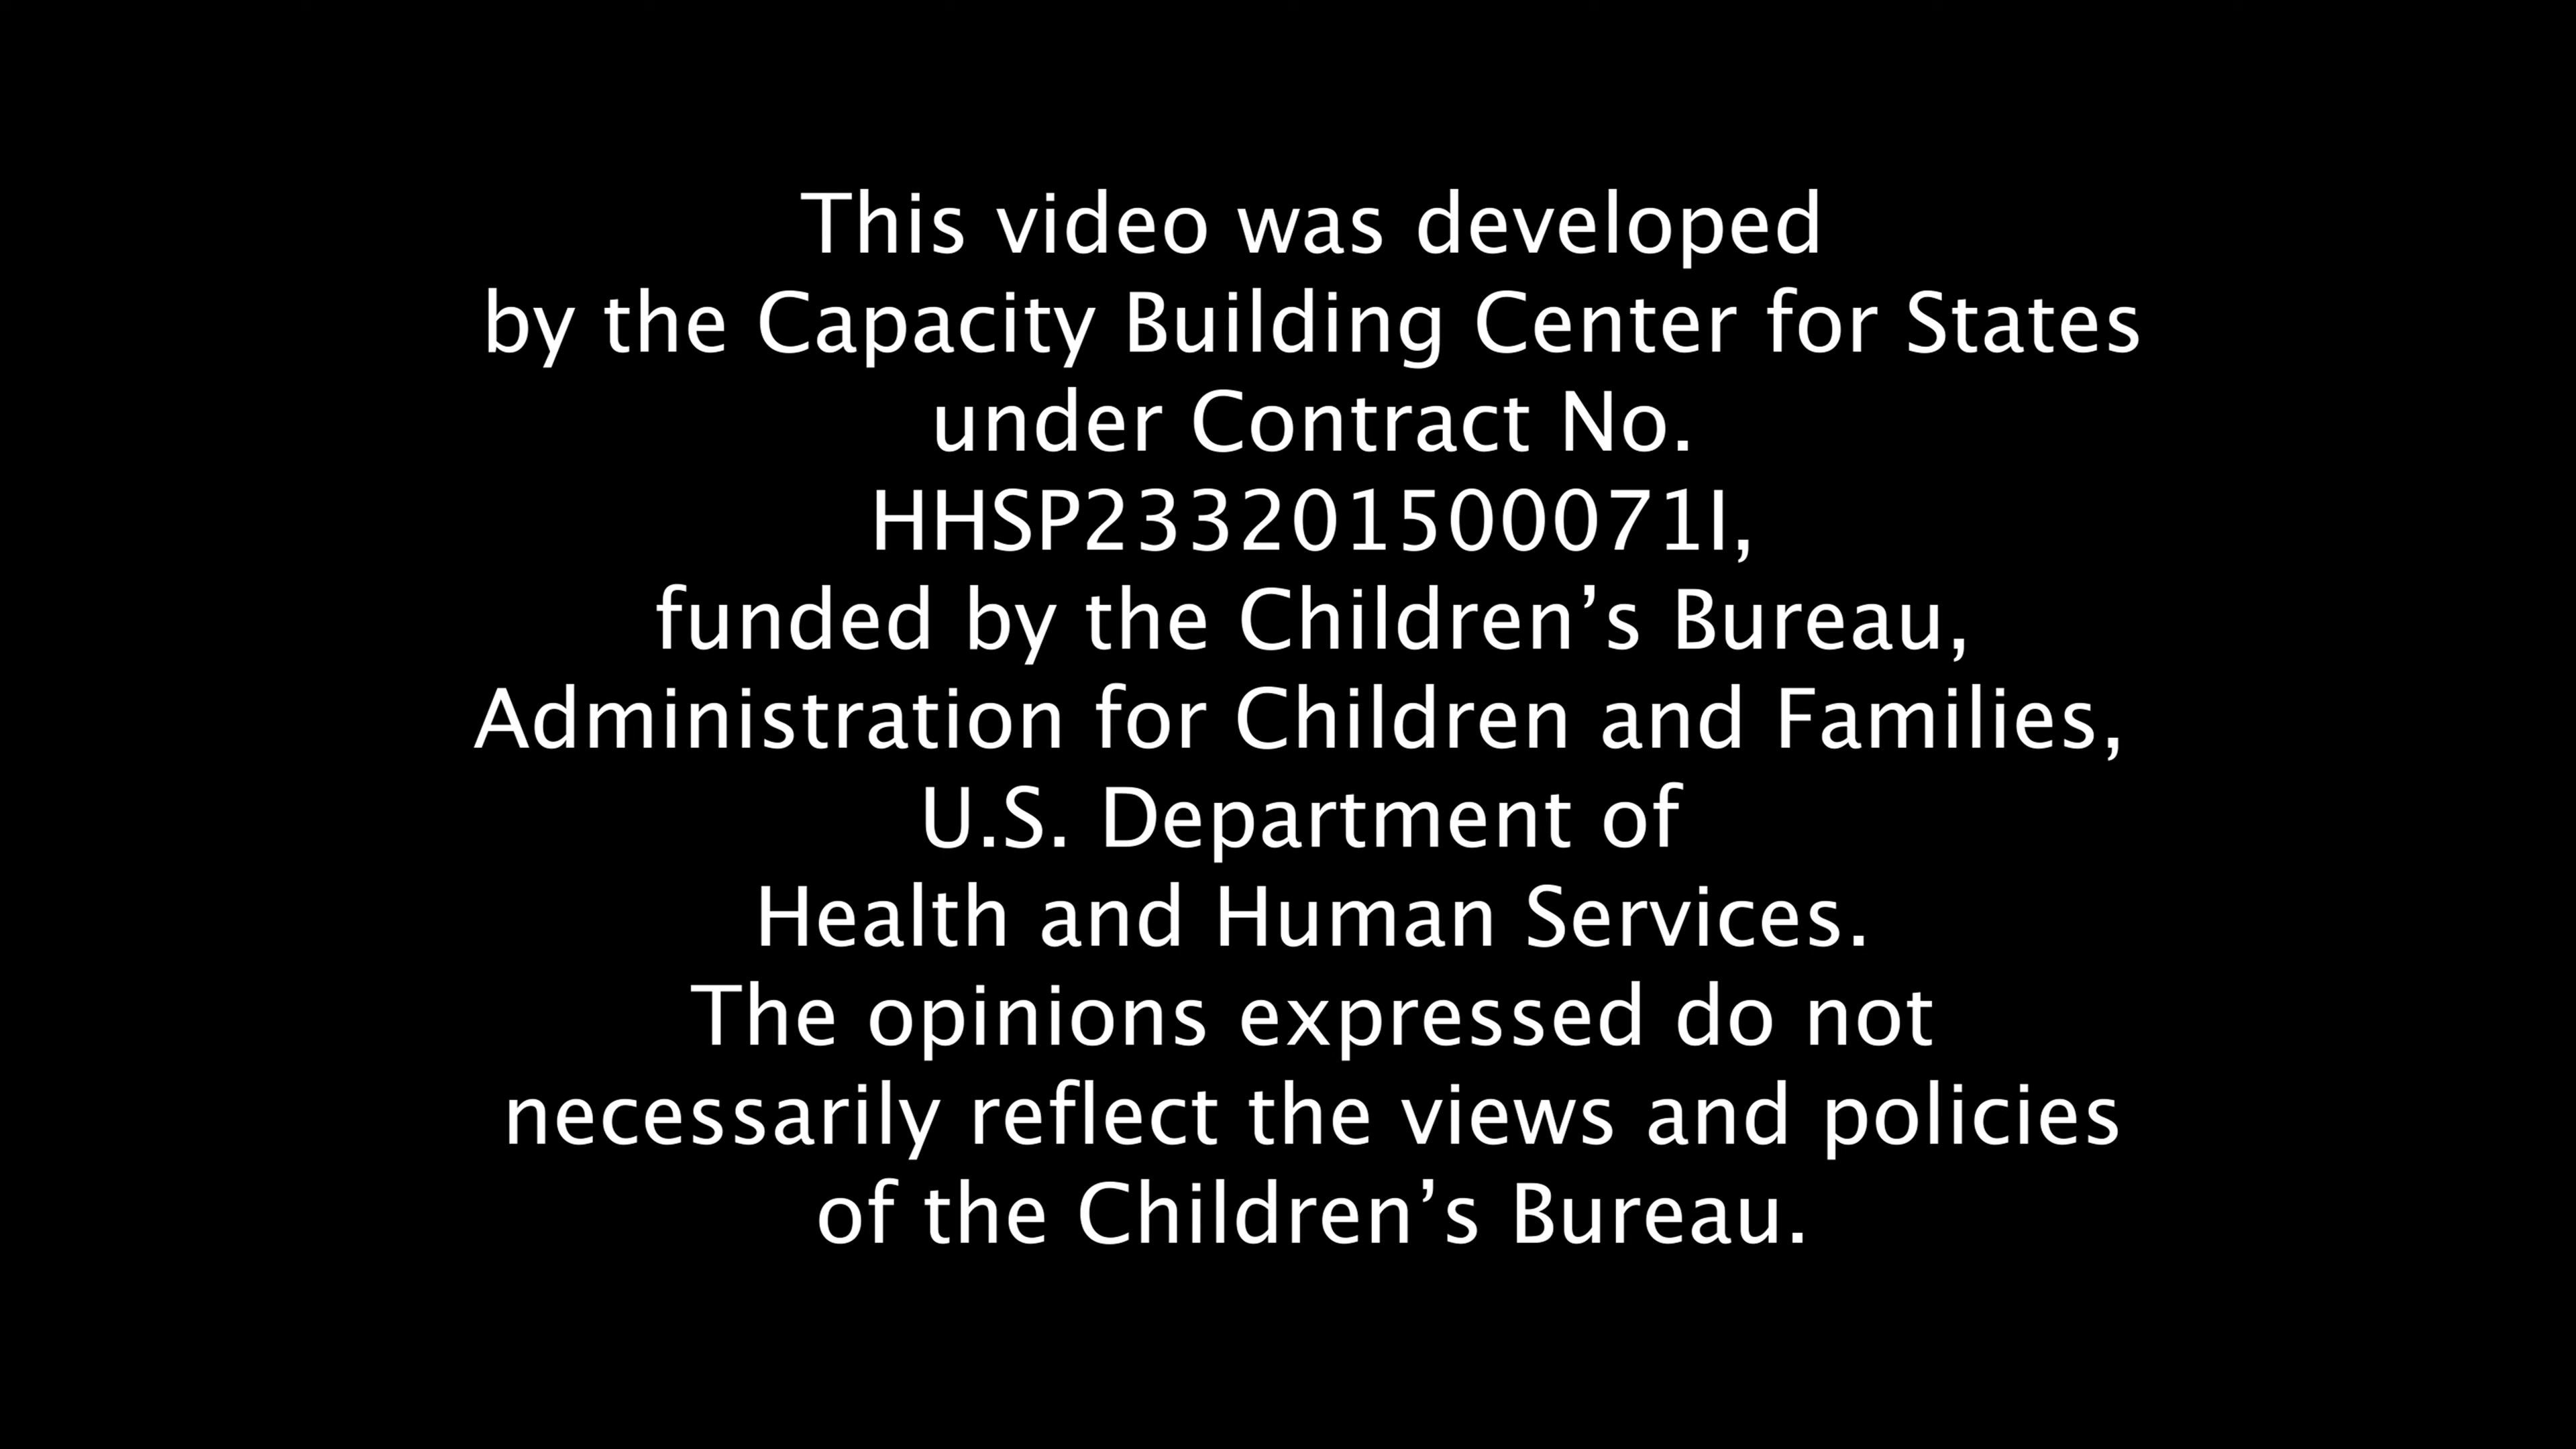 This video was developed
by the Capacity Building Center for States
under Contract No.
HHSP233201500071I,
funded by the Children’s Bureau,
Administration for Children and Families,
U.S. Department of
Health and Human Services.
The opinions expressed do not
necessarily reflect the views and policies
of the Children’s Bureau.